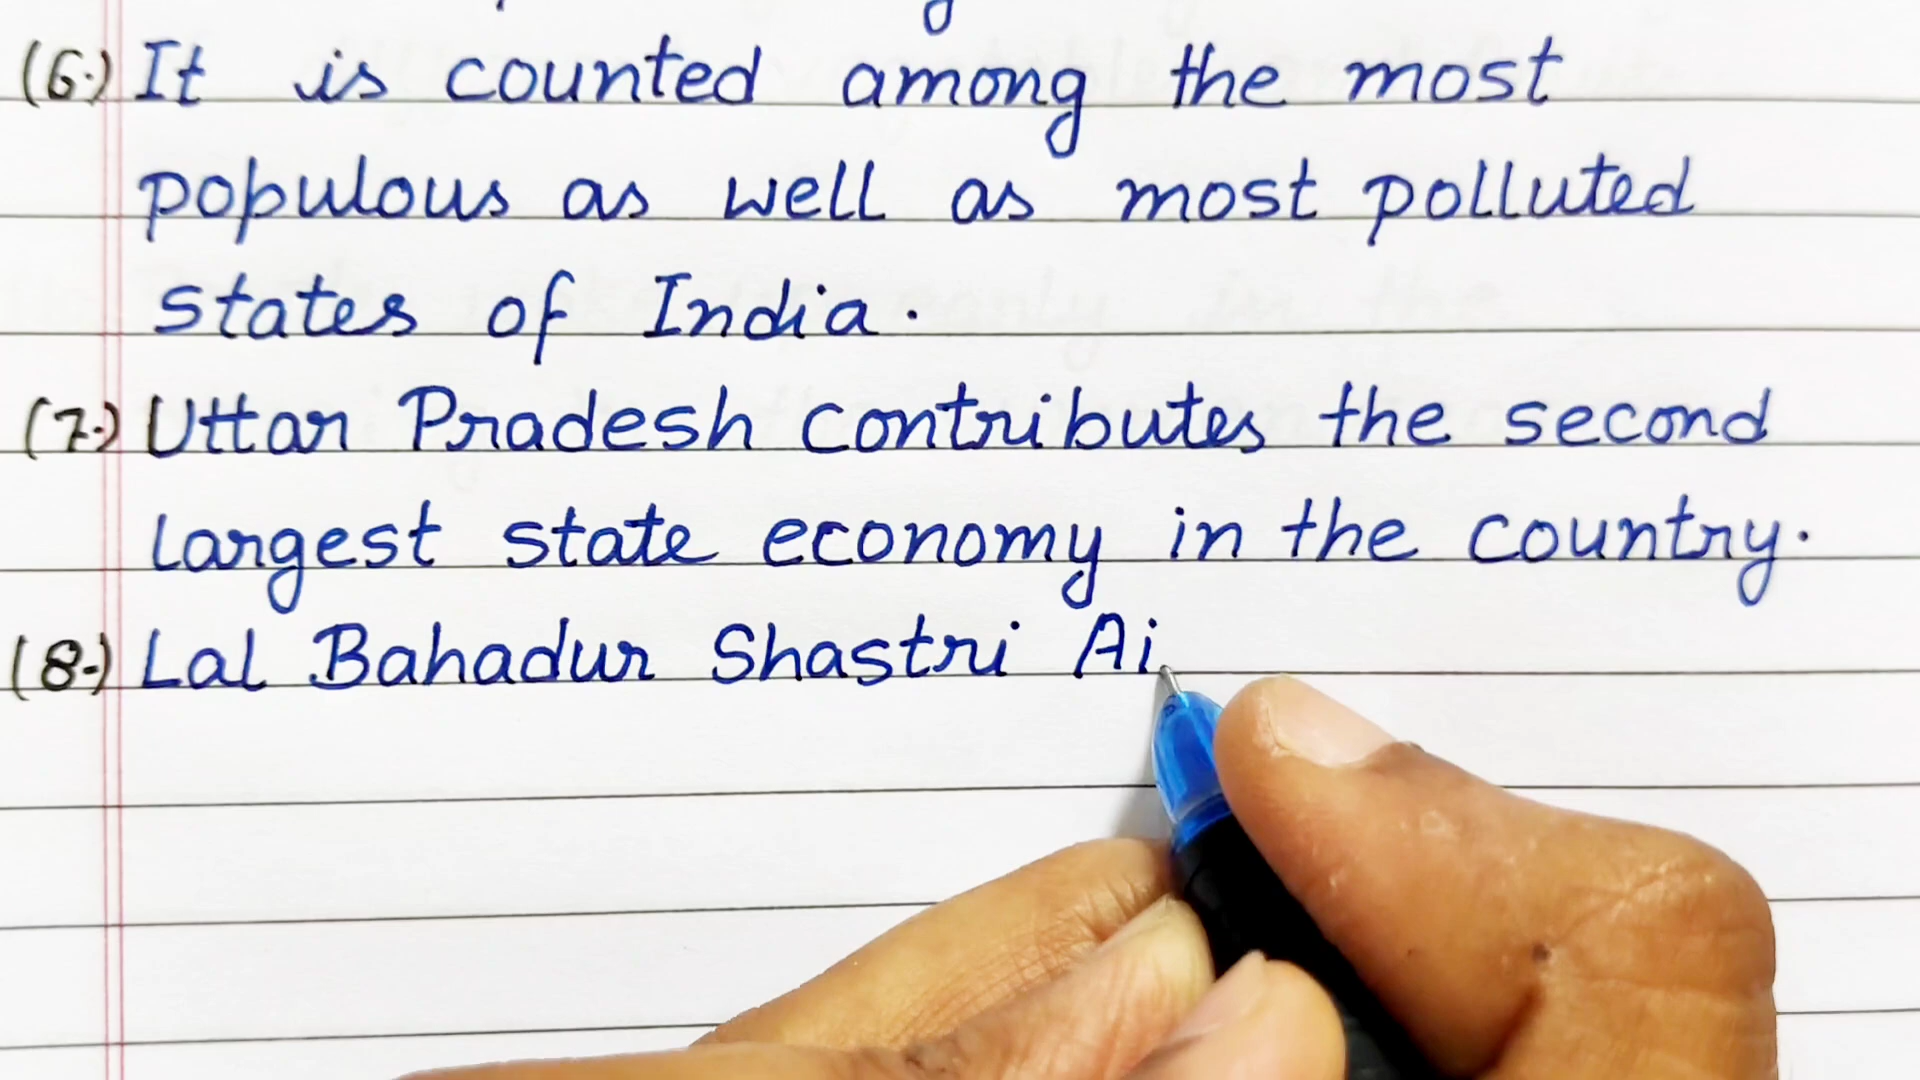 (6.) It is counted among the most
populous as well as most polluted
states of India.
(7.) Uttar Pradesh contributes the second
largest state economy in the country.
(8.) Lal Bahadur Shastri Ai